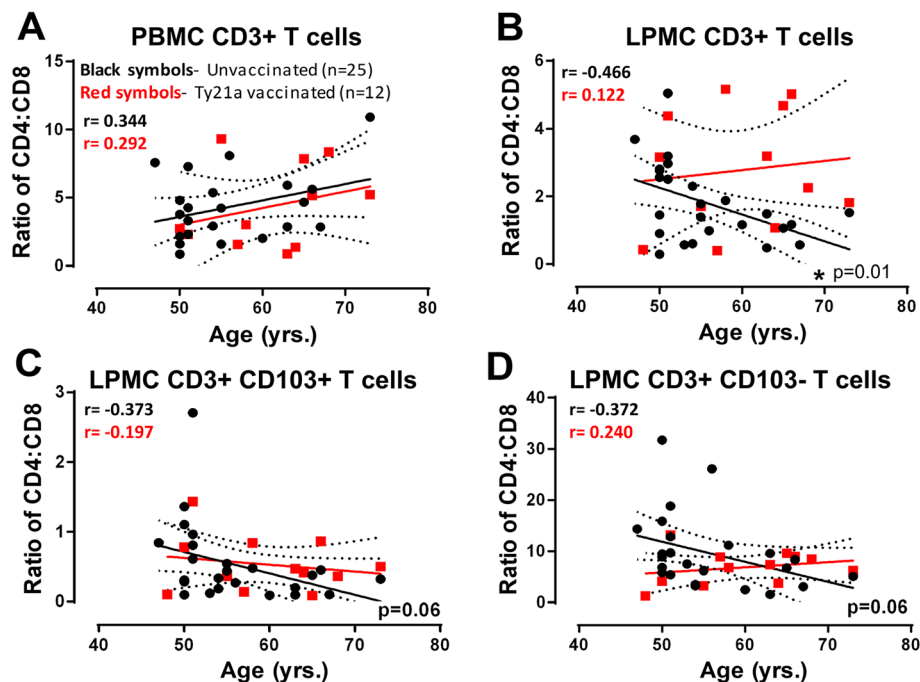 A
PBMC CD3+ T cells
Ratio of CD4:CD8
15
10
5
0
Black symbols- Unvaccinated (n=25)
Red symbols- Ty21a vaccinated (n=12)
r= 0.344
r= 0.292
40 50 60 70 80
Age (yrs.)
B
LPMC CD3+ T cells
Ratio of CD4:CD8
6
4
2
0
r= -0.466
r= 0.122
* p=0.01
40 50 60 70 80
Age (yrs.)
C
LPMC CD3+ CD103+ T cells
Ratio of CD4:CD8
3
2
1
0
r= -0.373
r= -0.197
p=0.06
40 50 60 70 80
Age (yrs.)
D
LPMC CD3+ CD103- T cells
Ratio of CD4:CD8
40
30
20
10
0
r= -0.372
r= 0.240
p=0.06
40 50 60 70 80
Age (yrs.)